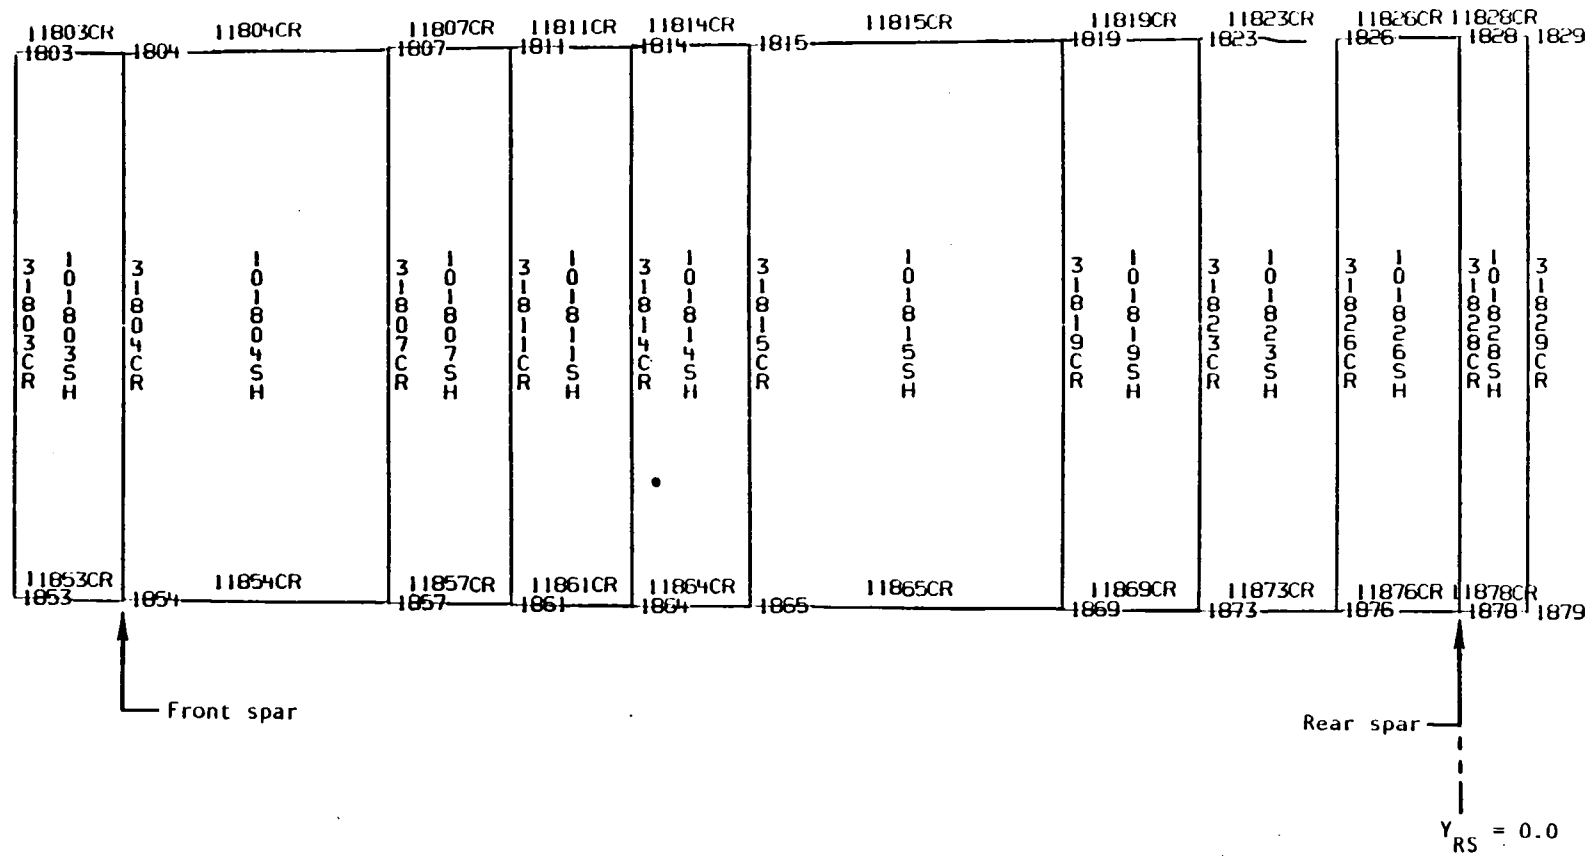 11803CR 11804CR 11807CR 11811CR 11814CR 11815CR 11819CR 11823CR 11826CR 11828CR
1803 1804 1807 1811 1814 1815 1819 1823 1826 1828 1829
31803CR
101803SH
31804CR
101804SH
31807CR
101807SH
31811CR
101811SH
31814CR
101814SH
31815CR
101815SH
31819CR
101819SH
31823CR
101823SH
31826CR
101826SH
31828CR
101828SH
31829CR
11853CR 11854CR 11857CR 11861CR 11864CR 11865CR 11869CR 11873CR 11876CR 11878CR
1853 1854 1857 1861 1864 1865 1869 1873 1876 1878 1879
Front spar
Rear spar
Y_RS = 0.0